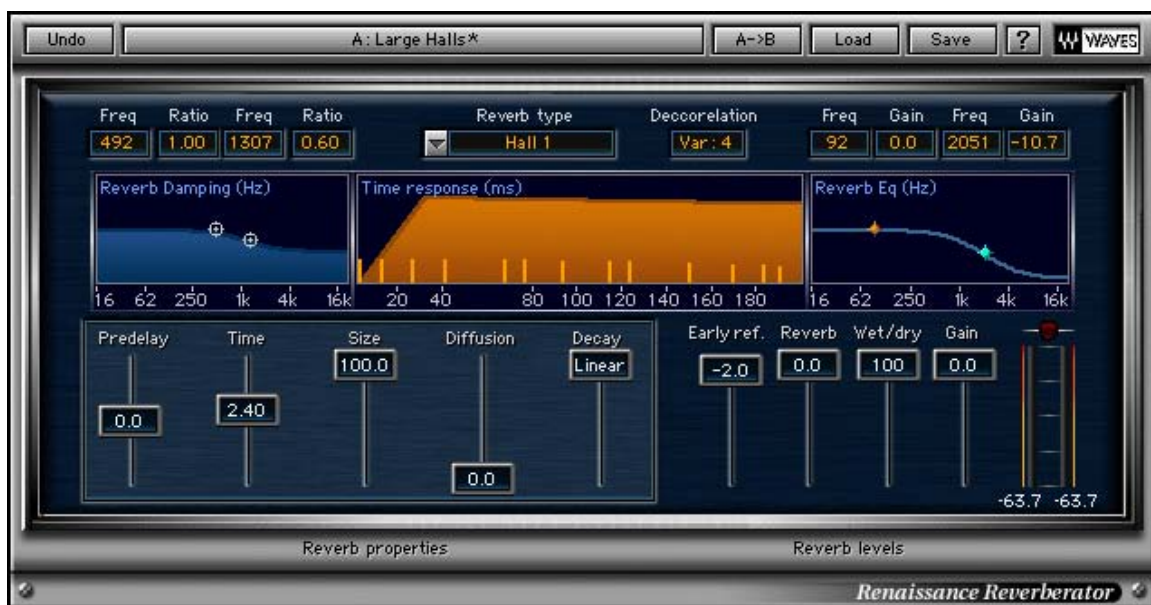 Undo A: Large Halls* A->B Load Save ? WAVES
Freq Ratio Freq Ratio Reverb type Deccorelation Freq Gain Freq Gain
492 1.00 1307 0.60 Hall 1 Var: 4 92 0.0 2051 -10.7
Reverb Damping (Hz) Time response (ms) Reverb Eq (Hz)
16 62 250 1k 4k 16k 20 40 80 100 120 140 160 180 16 62 250 1k 4k 16k
Predelay Time Size Diffusion Decay Early ref. Reverb Wet/dry Gain
0.0 2.40 100.0 0.0 Linear -2.0 0.0 100 0.0
-63.7 -63.7
Reverb properties Reverb levels
Renaissance Reverberator